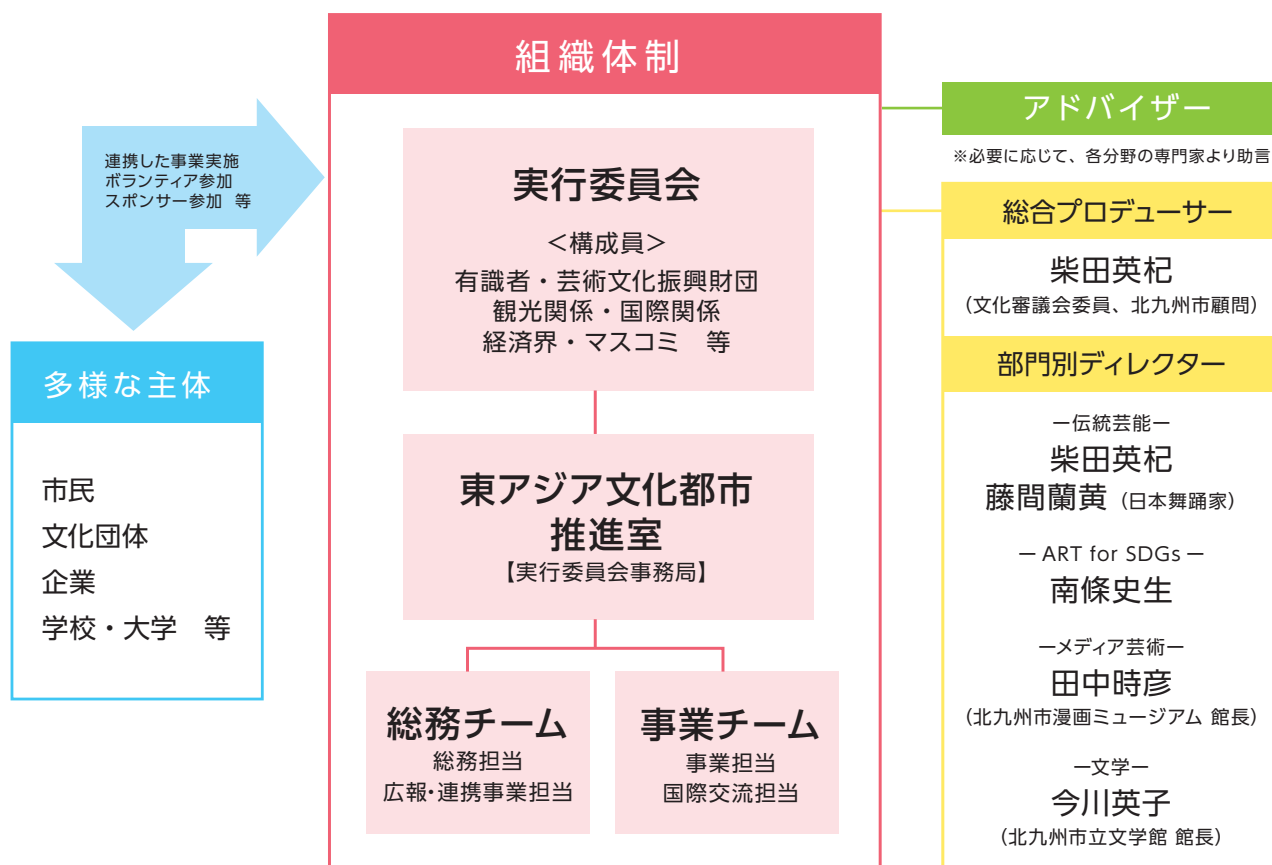 組織体制
実行委員会
＜構成員＞
有識者・芸術文化振興財団
観光関係・国際関係
経済界・マスコミ　等
東アジア文化都市
推進室
【実行委員会事務局】
総務チーム
総務担当
広報・連携事業担当
事業チーム
事業担当
国際交流担当
連携した事業実施
ボランティア参加
スポンサー参加　等
多様な主体
市民
文化団体
企業
学校・大学　等
アドバイザー
※必要に応じて、各分野の専門家より助言
総合プロデューサー
柴田英杞
（文化審議会委員、北九州市顧問）
部門別ディレクター
ー伝統芸能ー
柴田英杞
藤間蘭黄（日本舞踊家）
ー ART for SDGs ー
南條史生
ーメディア芸術ー
田中時彦
（北九州市漫画ミュージアム 館長）
ー文学ー
今川英子
（北九州市立文学館 館長）